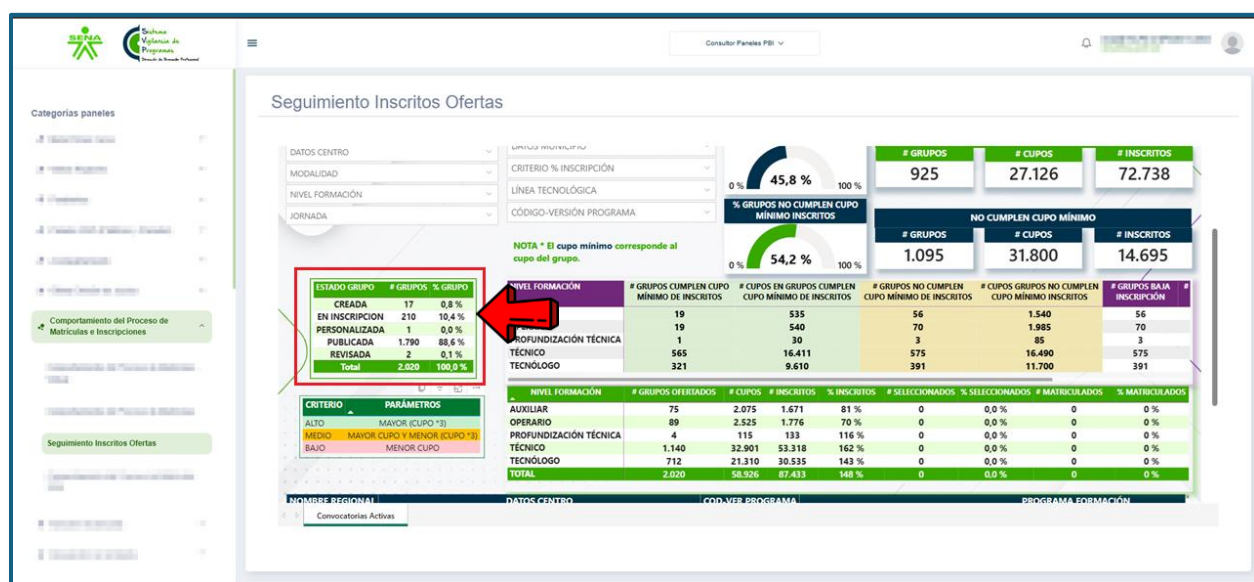 SENA
Sistema
Vigilancia de
Programas
Dirección de Formación Profesional
Consultor Paneles PBI
Categorías paneles
Comportamiento del Proceso de
Matrículas e Inscripciones
Seguimiento Inscritos Ofertas
Seguimiento Inscritos Ofertas
DATOS CENTRO
MODALIDAD
NIVEL FORMACIÓN
JORNADA
DATOS MUNICIPIO
CRITERIO % INSCRIPCIÓN
LÍNEA TECNOLÓGICA
CÓDIGO-VERSIÓN PROGRAMA
NOTA * El cupo mínimo corresponde al
cupo del grupo.
0 % 45,8 % 100 %
% GRUPOS NO CUMPLEN CUPO
MÍNIMO INSCRITOS
0 % 54,2 % 100 %
# GRUPOS # CUPOS # INSCRITOS
925 27.126 72.738
NO CUMPLEN CUPO MÍNIMO
# GRUPOS # CUPOS # INSCRITOS
1.095 31.800 14.695
ESTADO GRUPO # GRUPOS % GRUPO
CREADA 17 0,8 %
EN INSCRIPCION 210 10,4 %
PERSONALIZADA 1 0,0 %
PUBLICADA 1.790 88,6 %
REVISADA 2 0,1 %
Total 2.020 100,0 %
CRITERIO PARÁMETROS
ALTO MAYOR (CUPO *3)
MEDIO MAYOR CUPO Y MENOR (CUPO *3)
BAJO MENOR CUPO
NIVEL FORMACIÓN # GRUPOS CUMPLEN CUPO MÍNIMO DE INSCRITOS # CUPOS EN GRUPOS CUMPLEN CUPO MÍNIMO DE INSCRITOS # GRUPOS NO CUMPLEN CUPO MÍNIMO DE INSCRITOS # CUPOS GRUPOS NO CUMPLEN CUPO MÍNIMO INSCRITOS # GRUPOS BAJA INSCRIPCIÓN #
19 535 56 1.540 56
19 540 70 1.985 70
PROFUNDIZACIÓN TÉCNICA 1 30 3 85 3
TÉCNICO 565 16.411 575 16.490 575
TECNÓLOGO 321 9.610 391 11.700 391
NIVEL FORMACIÓN # GRUPOS OFERTADOS # CUPOS # INSCRITOS % INSCRITOS # SELECCIONADOS % SELECCIONADOS # MATRICULADOS % MATRICULADOS
AUXILIAR 75 2.075 1.671 81 % 0 0,0 % 0 0 %
OPERARIO 89 2.525 1.776 70 % 0 0,0 % 0 0 %
PROFUNDIZACIÓN TÉCNICA 4 115 133 116 % 0 0,0 % 0 0 %
TÉCNICO 1.140 32.901 53.318 162 % 0 0,0 % 0 0 %
TECNÓLOGO 712 21.310 30.535 143 % 0 0,0 % 0 0 %
TOTAL 2.020 58.926 87.433 148 % 0 0,0 % 0 0 %
NOMBRE REGIONAL DATOS CENTRO COD-VER PROGRAMA PROGRAMA FORMACIÓN
Convocatorias Activas